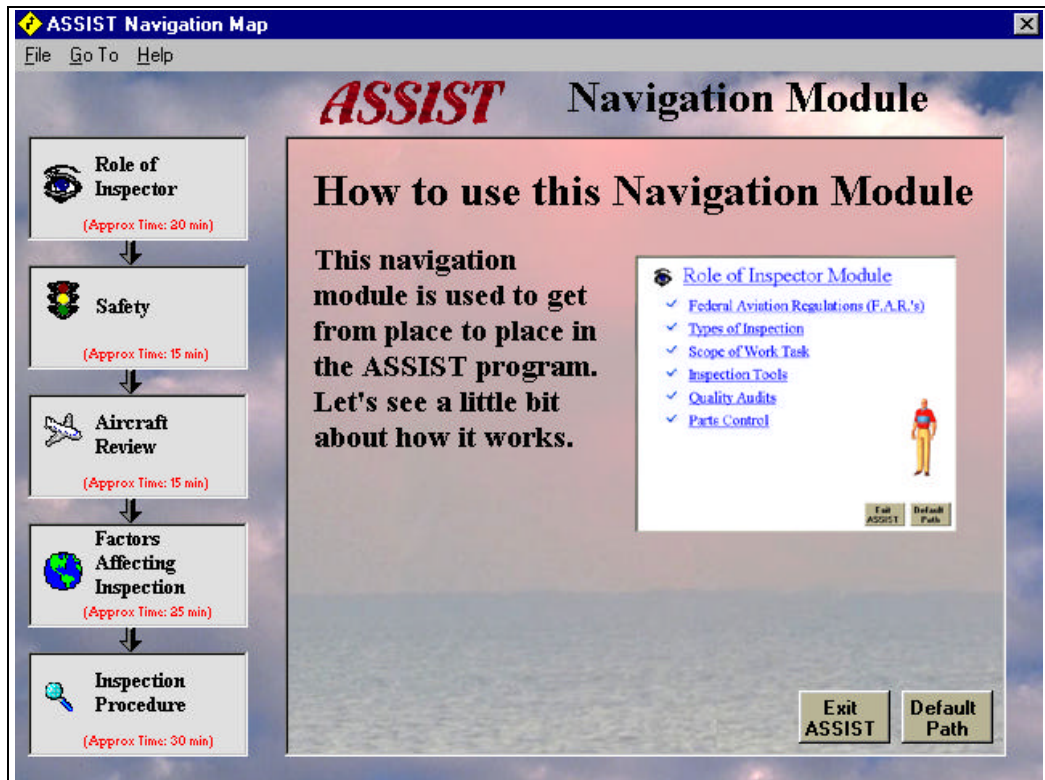 ASSIST Navigation Map
File Go To Help
ASSIST Navigation Module
Role of
Inspector
(Approx Time: 20 min)
Safety
(Approx Time: 15 min)
Aircraft
Review
(Approx Time: 15 min)
Factors
Affecting
Inspection
(Approx Time: 25 min)
Inspection
Procedure
(Approx Time: 30 min)
How to use this Navigation Module
This navigation
module is used to get
from place to place in
the ASSIST program.
Let's see a little bit
about how it works.
Role of Inspector Module
Federal Aviation Regulations (F.A.R.'s)
Types of Inspection
Scope of Work Task
Inspection Tools
Quality Audits
Parts Control
Exit
ASSIST
Default
Path
Exit
ASSIST
Default
Path